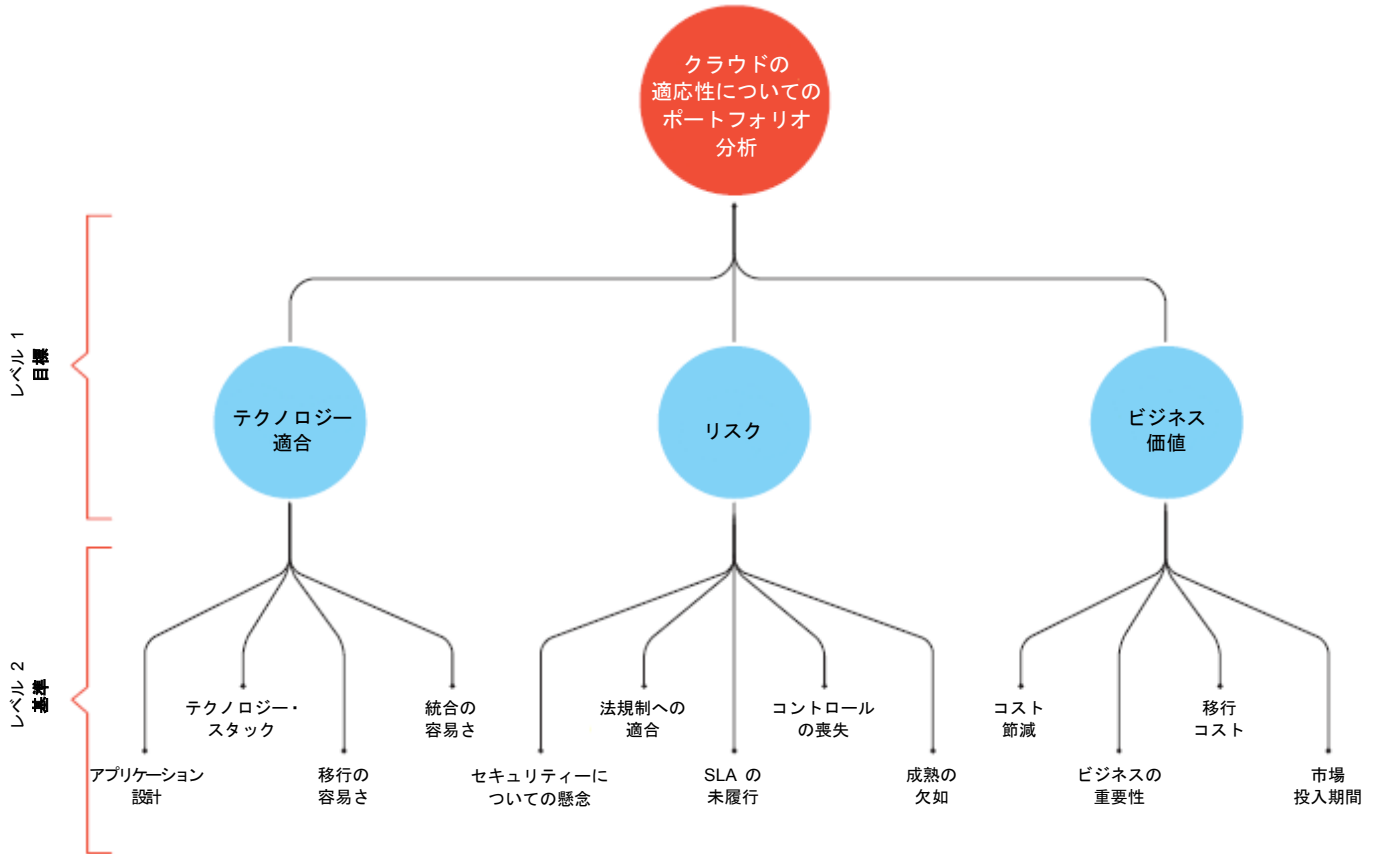 クラウドの
適応性についての
ポートフォリオ
分析
レベル 1
目標
テクノロジー
適合
リスク
ビジネス
価値
レベル 2
基準
アプリケーション
設計
テクノロジー・
スタック
移行の
容易さ
統合の
容易さ
セキュリティーに
ついての懸念
法規制への
適合
SLA の
未履行
コントロール
の喪失
成熟の
欠如
コスト
節減
ビジネスの
重要性
移行
コスト
市場
投入期間